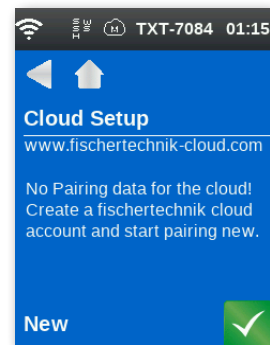 TXT-7084 01:15
Cloud Setup
www.fischertechnik-cloud.com
No Pairing data for the cloud!
Create a fischertechnik cloud
account and start pairing new.
New